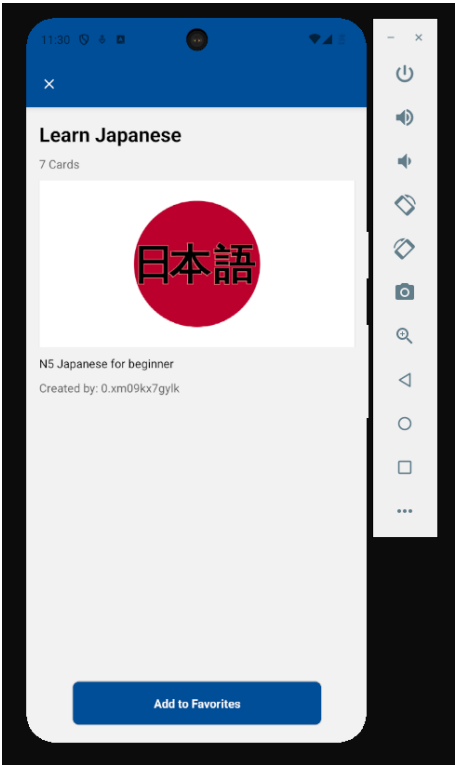 11:30
Learn Japanese
7 Cards
日本語
N5 Japanese for beginner
Created by: 0.xm09kx7gylk
Add to Favorites